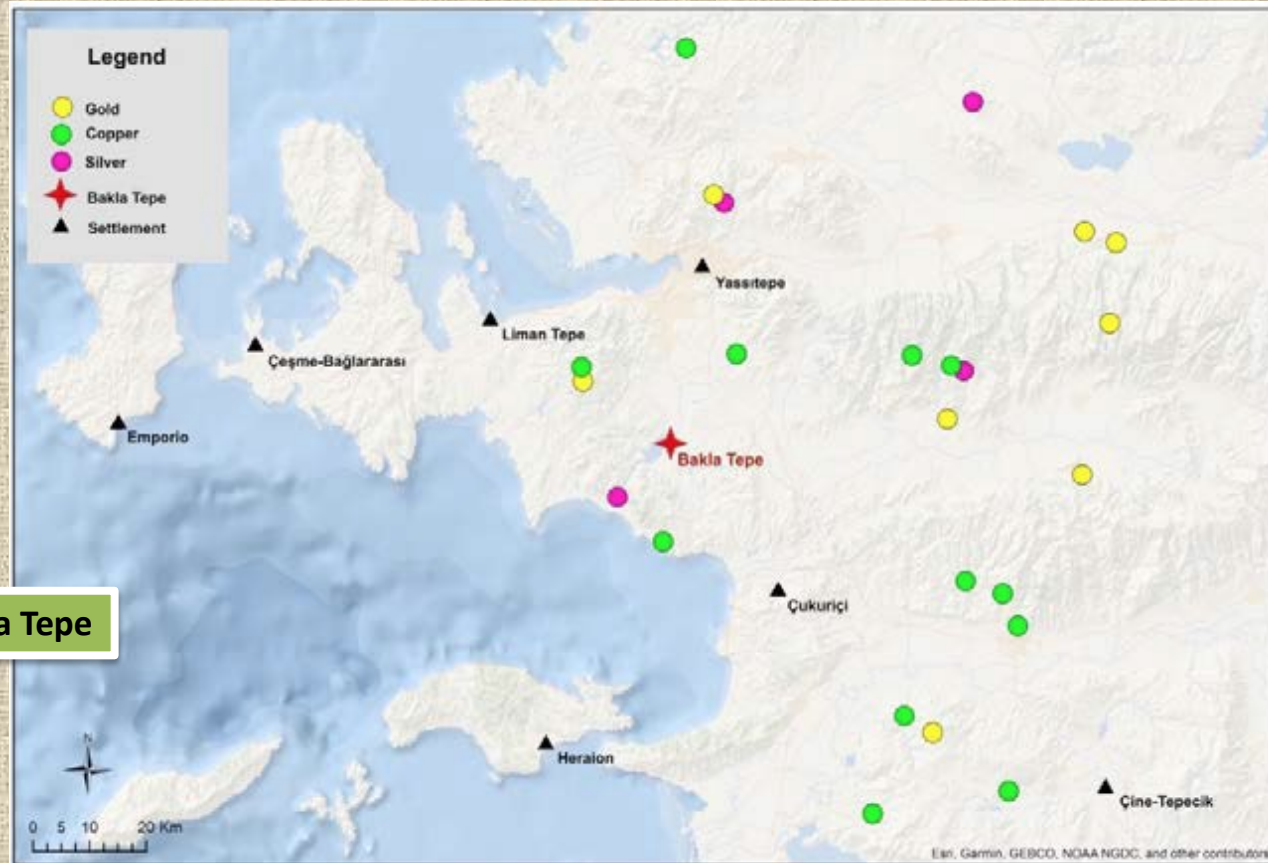 Legend
Gold
Copper
Silver
Bakla Tepe
Settlement
Yassıtepe
Liman Tepe
Çeşme-Bağlararası
Emporio
Bakla Tepe
a Tepe
Çukuriçi
Heraion
Çine-Tepecik
N
0 5 10 20 Km
Esri, Garmin, GEBCO, NOAA NGDC, and other contributors